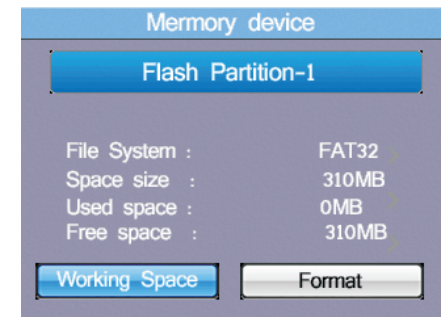 Mermory device
Flash Partition-1
File System : FAT32
Space size : 310MB
Used space : 0MB
Free space : 310MB
Working Space Format